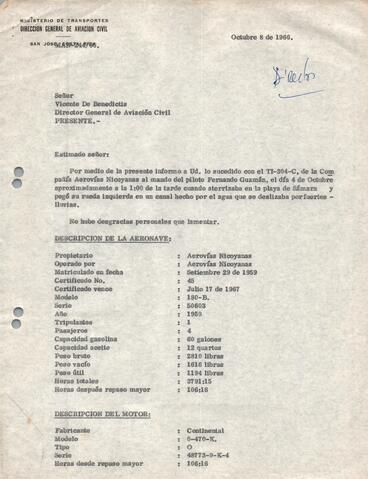 MINISTERIO DE TRANSPORTES
DIRECCION GENERAL DE AVIACION CIVIL
SAN JOSE, COSTA RICA
Octubre 8 de 1966.
Señor
Vicente De Benedictis
Director General de Aviación Civil
PRESENTE.-
Estimado señor:
Por medio de la presente informo a Ud. lo sucedido con el TI-304-C, de la Com
pañía Aerovías Nicoyanas al mando del piloto Fernando Guzmán, el día 4 de Octubre
aproximadamente a la 1:00 de la tarde cuando aterrizaba en la playa de Sámara y
pegó su rueda izquierda en un canal hecho por el agua que se deslizaba por fuertes -
lluvias.
No hubo desgracias personales que lamentar.
DESCRIPCION DE LA AERONAVE:
Propietario : Aerovías Nicoyanas
Operado por : Aerovías Nicoyanas
Matriculado en fecha : Setiembre 29 de 1959
Certificado No. : 45
Certificado vence : Julio 17 de 1967
Modelo : 180-B.
Serie : 50603
Año : 1959
Tripulantes : 1
Pasajeros : 4
Capacidad gasolina : 60 galones
Capacidad aceite : 12 quartos
Peso bruto : 2810 libras
Peso vacío : 1616 libras
Peso útil : 1194 libras
Horas totales : 3791:15
Horas después repaso mayor : 106:16
DESCRIPCION DEL MOTOR:
Fabricante : Continental
Modelo : 0-470-K.
Tipo : O
Serie : 48773-9-K-4
Horas desde repaso mayor : 106:16